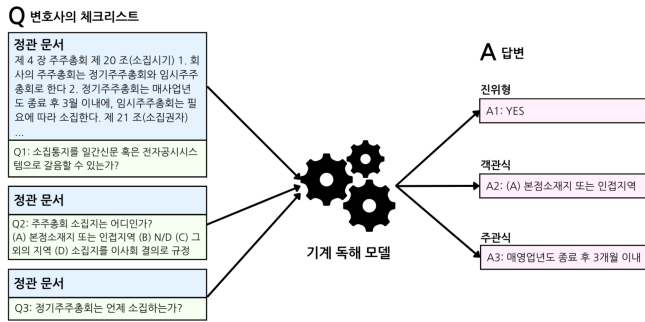 Q 변호사의 체크리스트
정관 문서
제 4 장 주주총회 제 20 조(소집시기) 1. 회
사의 주주총회는 정기주주총회와 임시주주
총회로 한다 2. 정기주주총회는 매사업년
도 종료 후 3월 이내에, 임시주주총회는 필
요에 따라 소집한다. 제 21 조(소집권자)
...
Q1: 소집통지를 일간신문 혹은 전자공시시스
템으로 갈음할 수 있는가?
정관 문서
Q2: 주주총회 소집지는 어디인가?
(A) 본점소재지 또는 인접지역 (B) N/D (C) 그
외의 지역 (D) 소집지를 이사회 결의로 규정
정관 문서
Q3: 정기주주총회는 언제 소집하는가?
기계 독해 모델
A 답변
진위형
A1: YES
객관식
A2: (A) 본점소재지 또는 인접지역
주관식
A3: 매영업년도 종료 후 3개월 이내